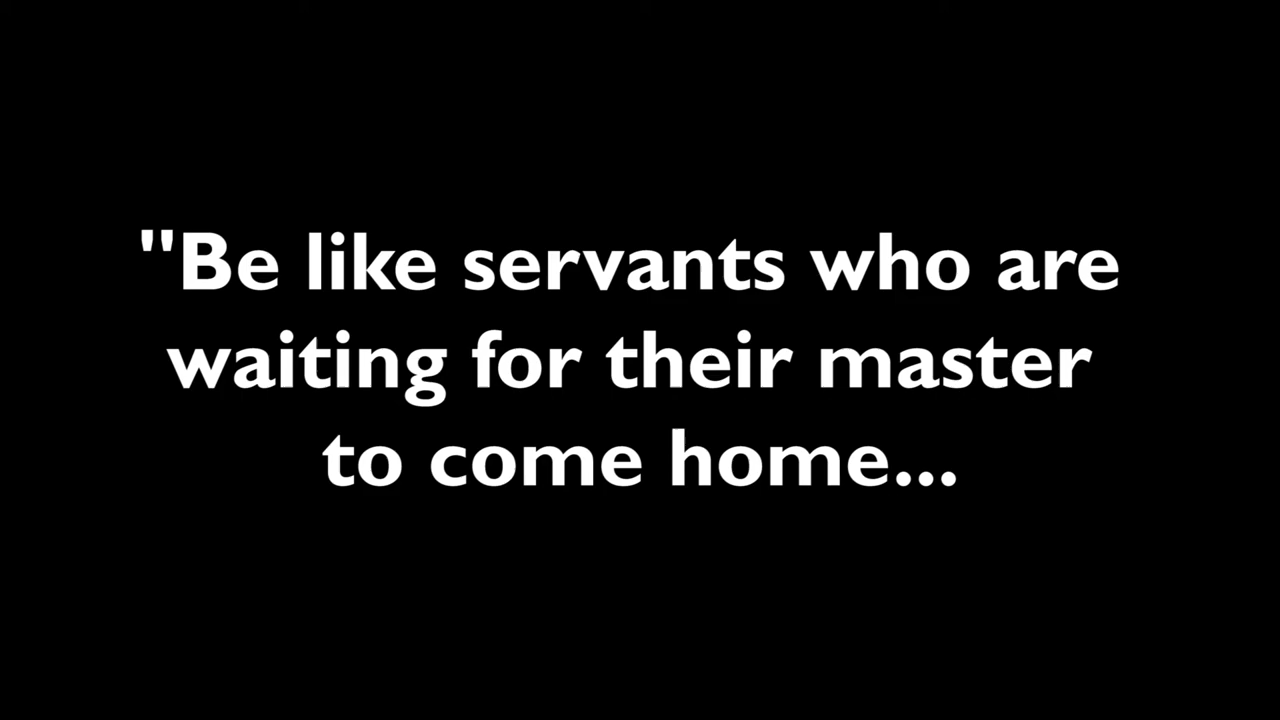 "Be like servants who are
waiting for their master
to come home...